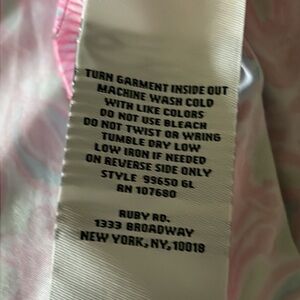 TURN GARMENT INSIDE OUT
MACHINE WASH COLD
WITH LIKE COLORS
DO NOT USE BLEACH
DO NOT TWIST OR WRING
TUMBLE DRY LOW
LOW IRON IF NEEDED
ON REVERSE SIDE ONLY
STYLE 99650 GL
RN 107680
RUBY RD.
1333 BROADWAY
NEW YORK, NY, 10018